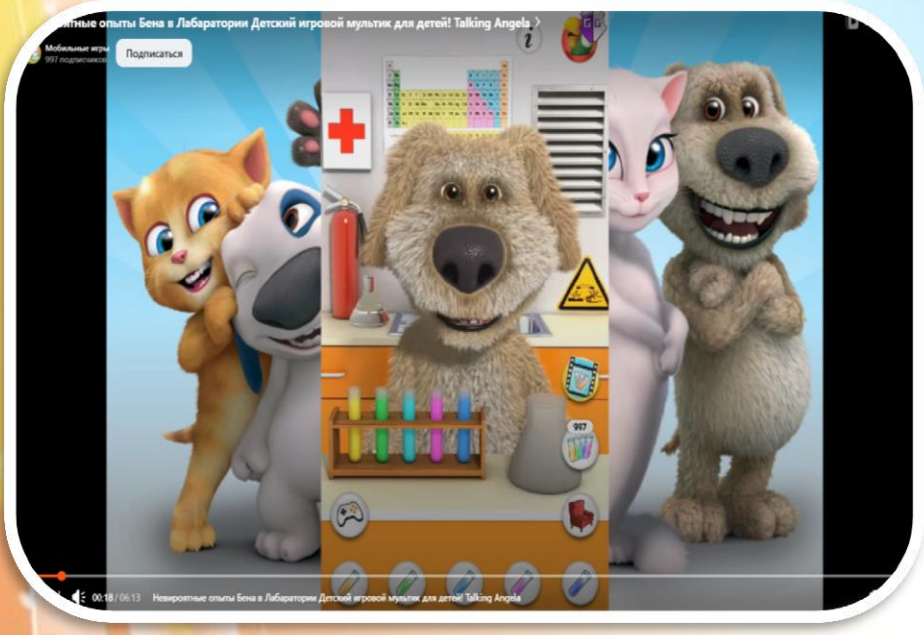 ятные опыты Бена в Лабаратории Детский игровой мультик для детей! Talking Angela
Мобильные игры
997 подписчиков
Подписаться
i
997
00:18 / 06:13 Невироятные опыты Бена в Лабаратории Детский игровой мультик для детей! Talking Angela